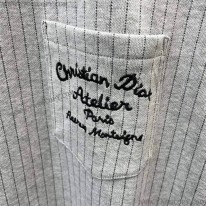 Christian Dior
Atelier
Paris
Avenue Montaigne